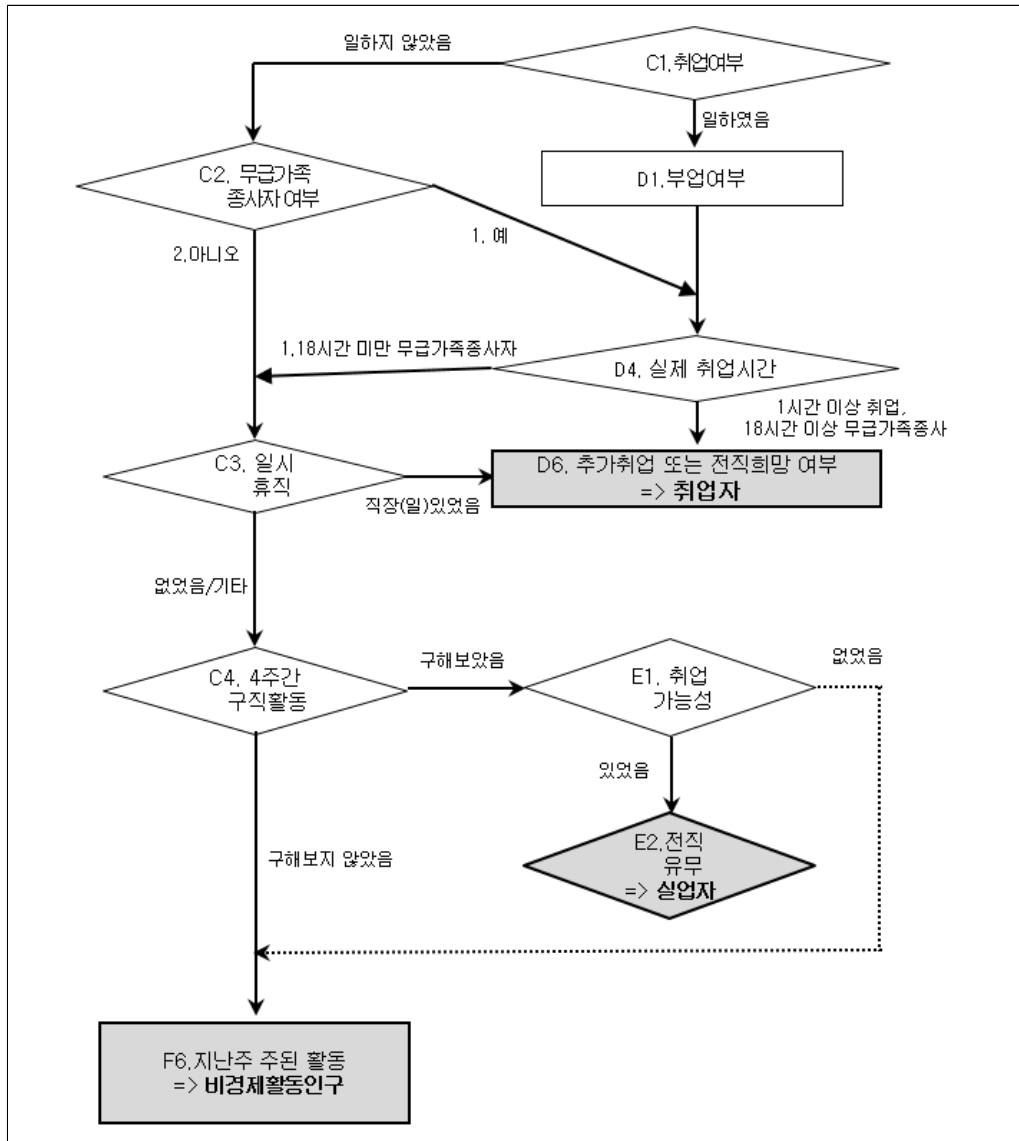 일하지 않았음
C1.취업여부
일하였음
C2. 무급가족
종사자 여부
D1.부업여부
1. 예
2.아니오
1.18시간 미만 무급가족종사자
D4. 실제 취업시간
1시간 이상 취업,
18시간 이상 무급가족종사
C3. 일시
휴직
직장(일)있었음
D6. 추가취업 또는 전직희망 여부
=> 취업자
없었음/기타
C4. 4주간
구직활동
구해보았음
E1. 취업
가능성
없었음
있었음
E2.전직
유무
=> 실업자
구해보지 않았음
F6.지난주 주된 활동
=> 비경제활동인구